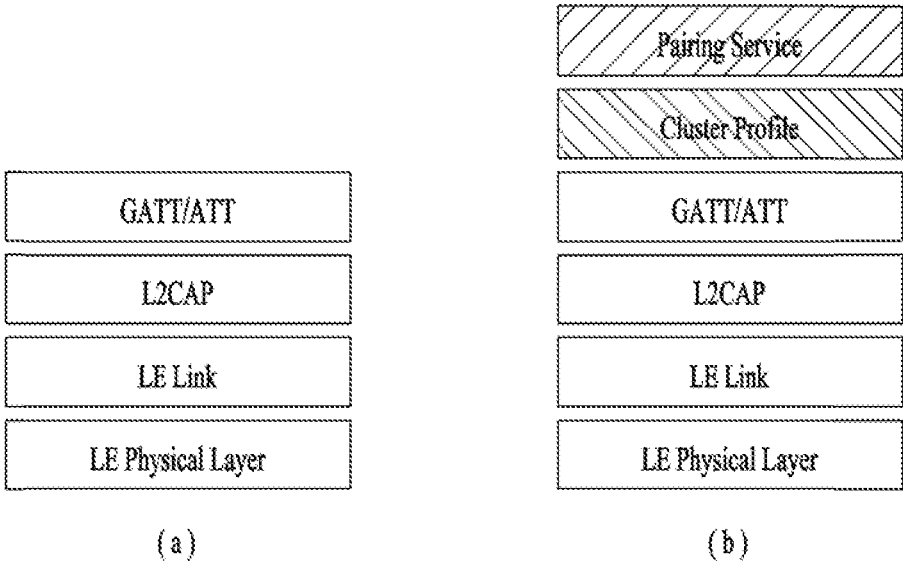 Pairing Service
Cluster Profile
GATT/ATT
GATT/ATT
L2CAP
L2CAP
LE Link
LE Link
LE Physical Layer
LE Physical Layer
(a)
(b)